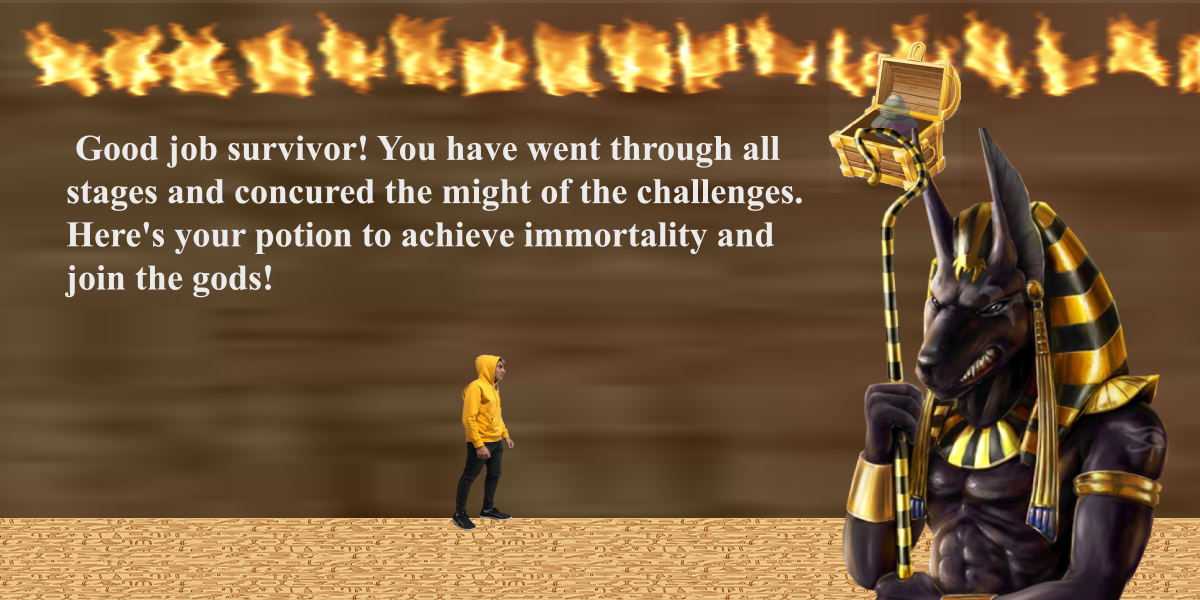 Good job survivor! You have went through all
stages and concured the might of the challenges.
Here's your potion to achieve immortality and
join the gods!